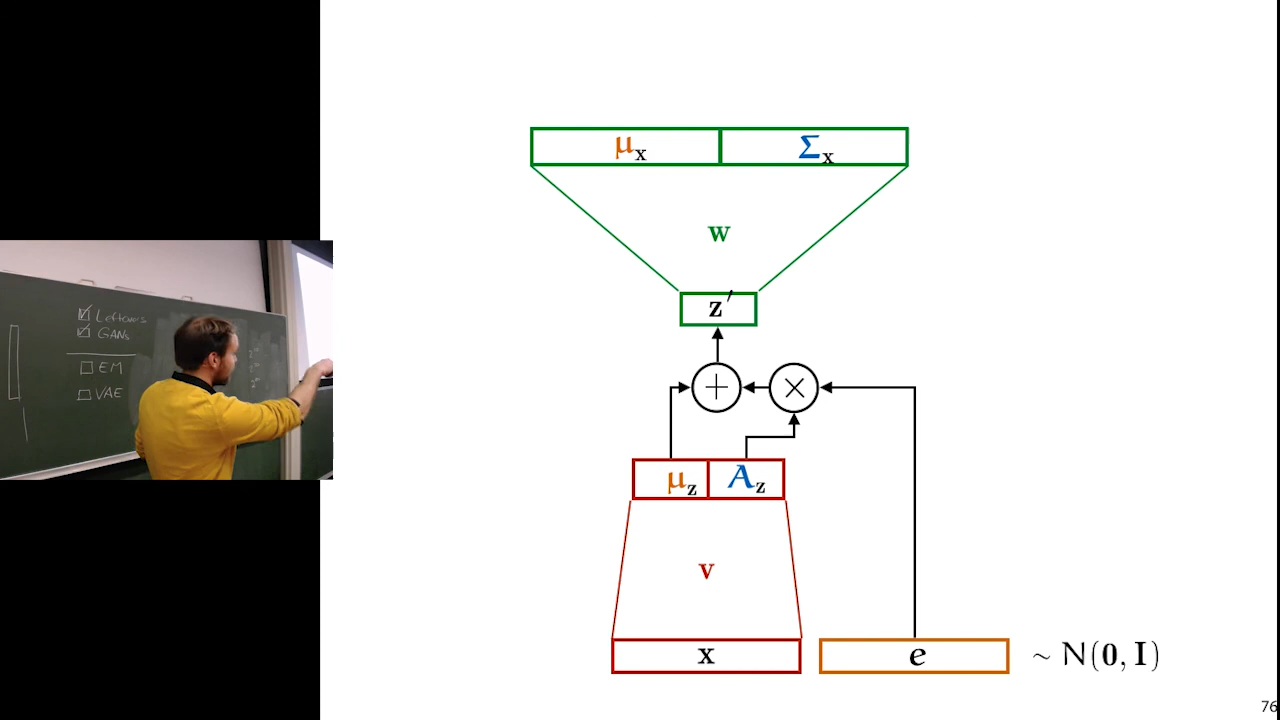 μx Σx
w
z′
+ ×
μz Az
v
x e ∼ N(0, I)
76
Leftovers
GANs
EM
VAE